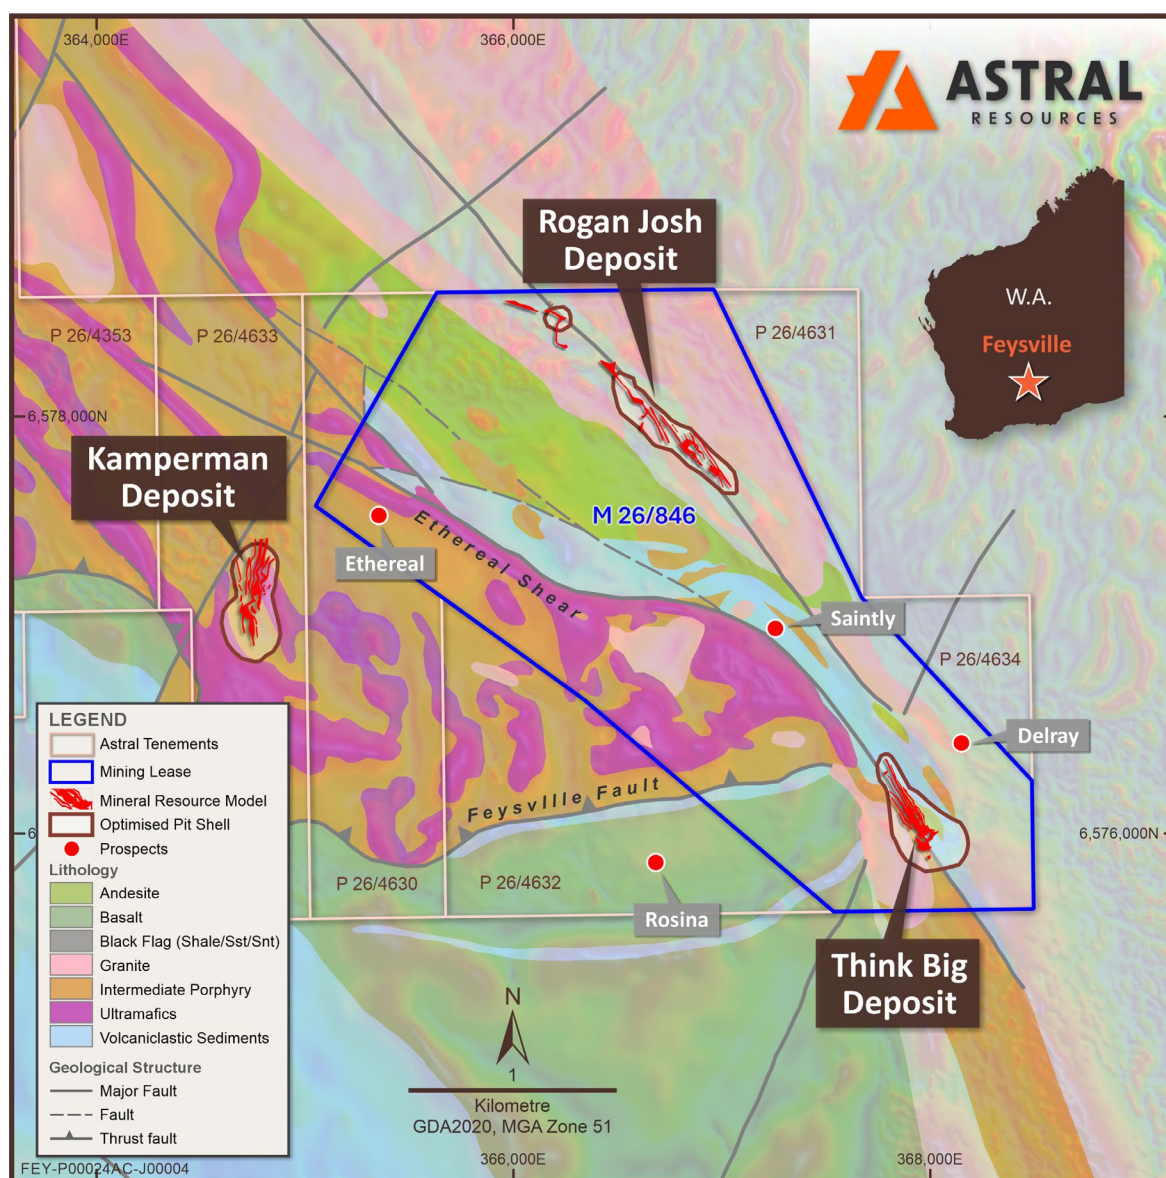 364,000E
366,000E
ASTRAL
RESOURCES
Rogan Josh
Deposit
W.A.
Feysville
P 26/4353
P 26/4633
P 26/4631
6,578,000N
Kamperman
Deposit
M 26/846
Ethereal Shear
Ethereal
Saintly
P 26/4634
Delray
LEGEND
Astral Tenements
Mining Lease
Mineral Resource Model
Optimised Pit Shell
Prospects
Lithology
Andesite
Basalt
Black Flag (Shale/Sst/Snt)
Granite
Intermediate Porphyry
Ultramafics
Volcaniclastic Sediments
Geological Structure
Major Fault
Fault
Thrust fault
Feysville Fault
6
6,576,000N
P 26/4630
P 26/4632
Rosina
Think Big
Deposit
N
1
Kilometre
GDA2020, MGA Zone 51
FEY-P00024AC-J00004
366,000E
368,000E